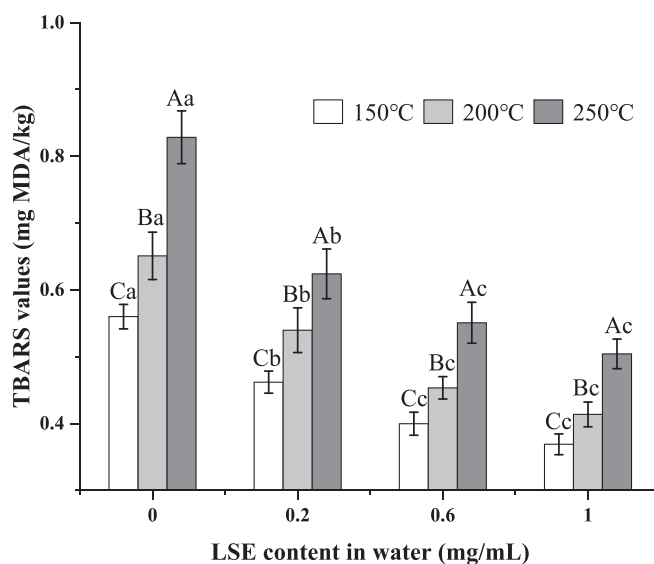 1.0
0.8
0.6
0.4
TBARS values (mg MDA/kg)
150°C 200°C 250°C
Ca Ba Aa
Cb Bb Ab
Cc Bc Ac
Cc Bc Ac
0 0.2 0.6 1
LSE content in water (mg/mL)